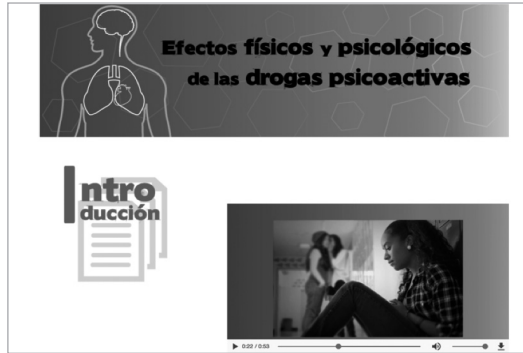 Efectos físicos y psicológicos
de las drogas psicoactivas
Intro
ducción
0:22 / 0:53